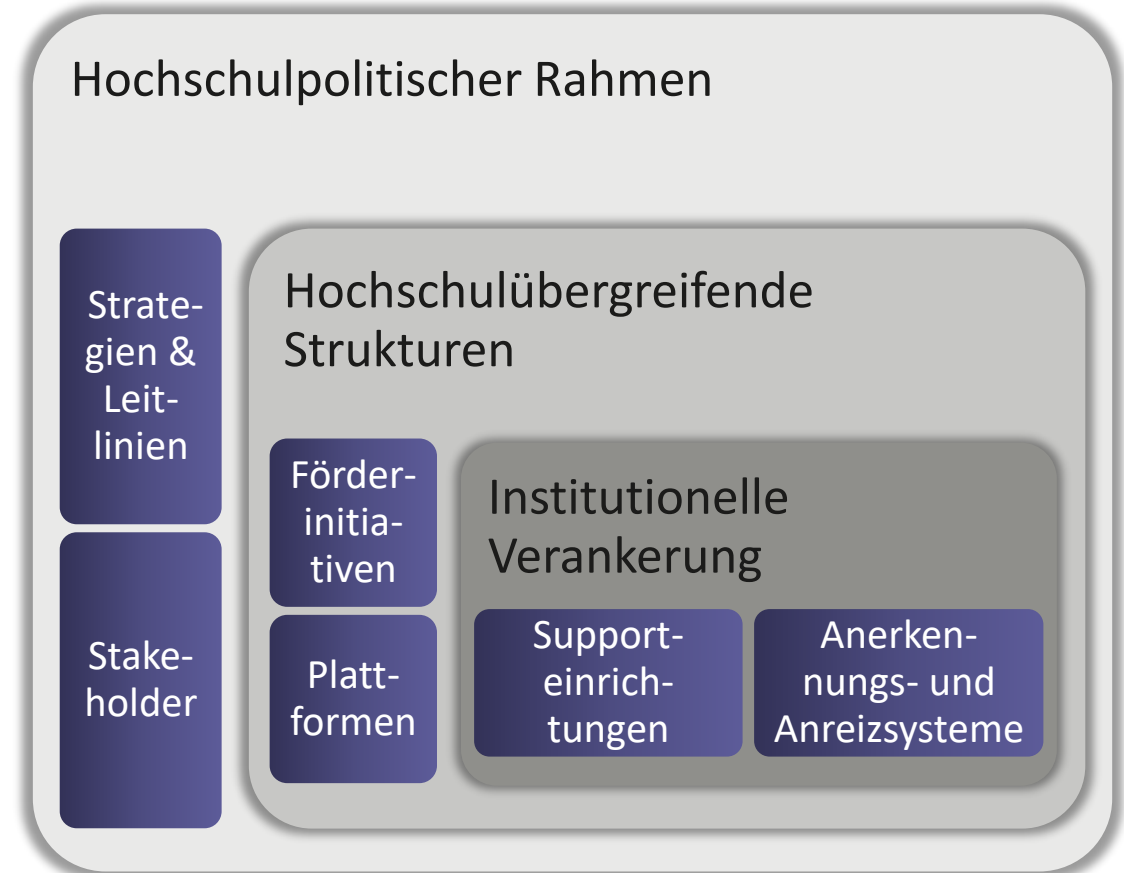 Hochschulpolitischer Rahmen
Strate-
gien &
Leit-
linien
Stake-
holder
Hochschulübergreifende
Strukturen
Förder-
initia-
tiven
Platt-
formen
Institutionelle
Verankerung
Support-
einrich-
tungen
Anerken-
nungs- und
Anreizsysteme